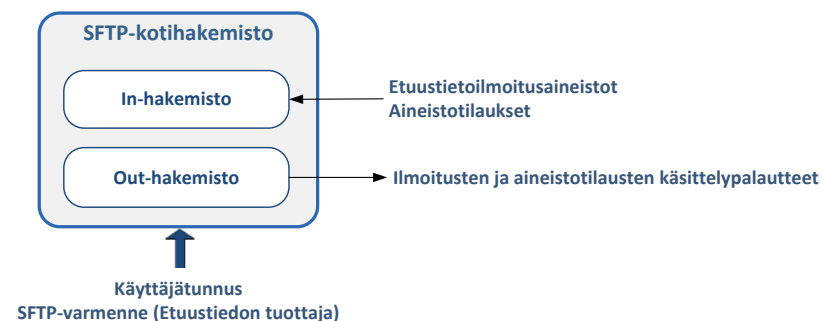 SFTP-kotihakemisto
In-hakemisto
Etuustietoilmoitusaineistot
Aineistotilaukset
Out-hakemisto
Ilmoitusten ja aineistotilausten käsittelypalautteet
Käyttäjätunnus
SFTP-varmenne (Etuustiedon tuottaja)